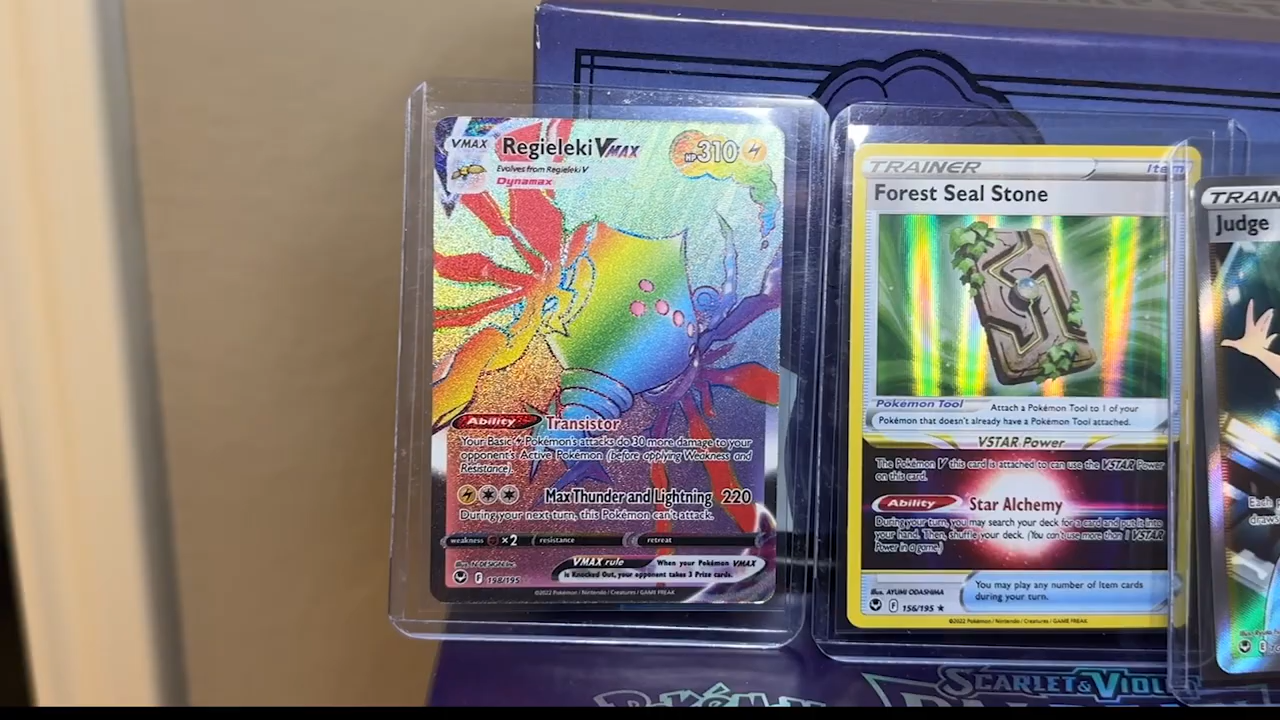 VMAX Regieleki VMAX HP 310
Evolves from Regieleki V
Dynamax
Ability Transistor
Your Basic Pokémon's attacks do 30 more damage to your
opponent's Active Pokémon (before applying Weakness and
Resistance).
Max Thunder and Lightning 220
During your next turn, this Pokémon can't attack.
weakness ×2 resistance retreat
VMAX rule When your Pokémon VMAX
is Knocked Out, your opponent takes 3 Prize cards.
Illus. N-DESIGN Inc.
F 198/195
©2022 Pokémon / Nintendo / Creatures / GAME FREAK
TRAINER Item
Forest Seal Stone
Pokémon Tool Attach a Pokémon Tool to 1 of your
Pokémon that doesn't already have a Pokémon Tool attached.
VSTAR Power
The Pokémon V this card is attached to can use the VSTAR Power
on this card.
Ability Star Alchemy
During your turn, you may search your deck for a card and put it into
your hand. Then, shuffle your deck. (You can't use more than 1 VSTAR
Power in a game.)
Illus. AYUMI ODASHIMA
F 156/195 ★
You may play any number of Item cards
during your turn.
©2022 Pokémon / Nintendo / Creatures / GAME FREAK
TRAIN
Judge
Each
draw
SCARLET & VIOL